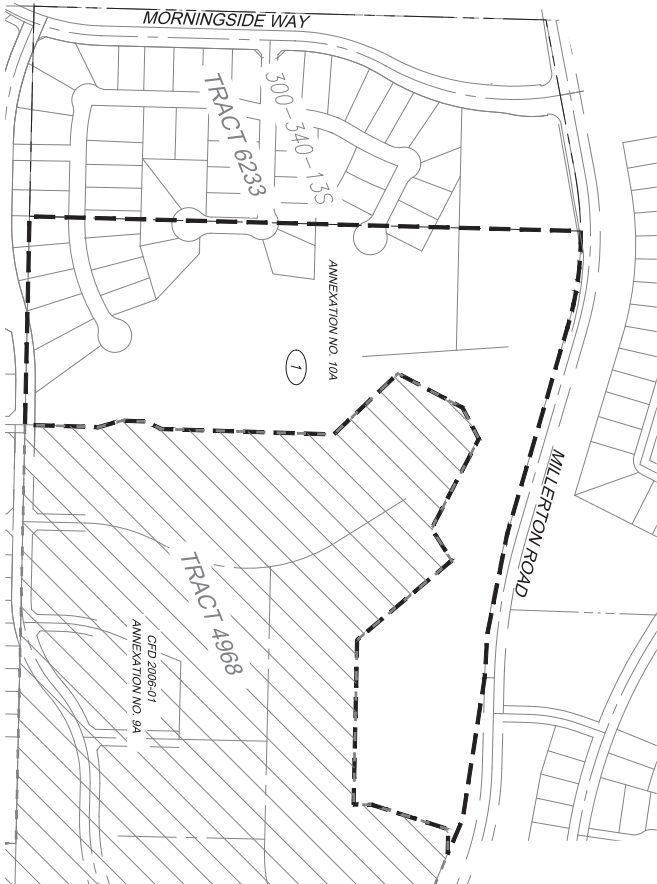 MORNINGSIDE WAY
300-340-13S
TRACT 6233
ANNEXATION NO. 10A
1
MILLERTON ROAD
TRACT 4968
CFD 2006-01
ANNEXATION NO. 9A